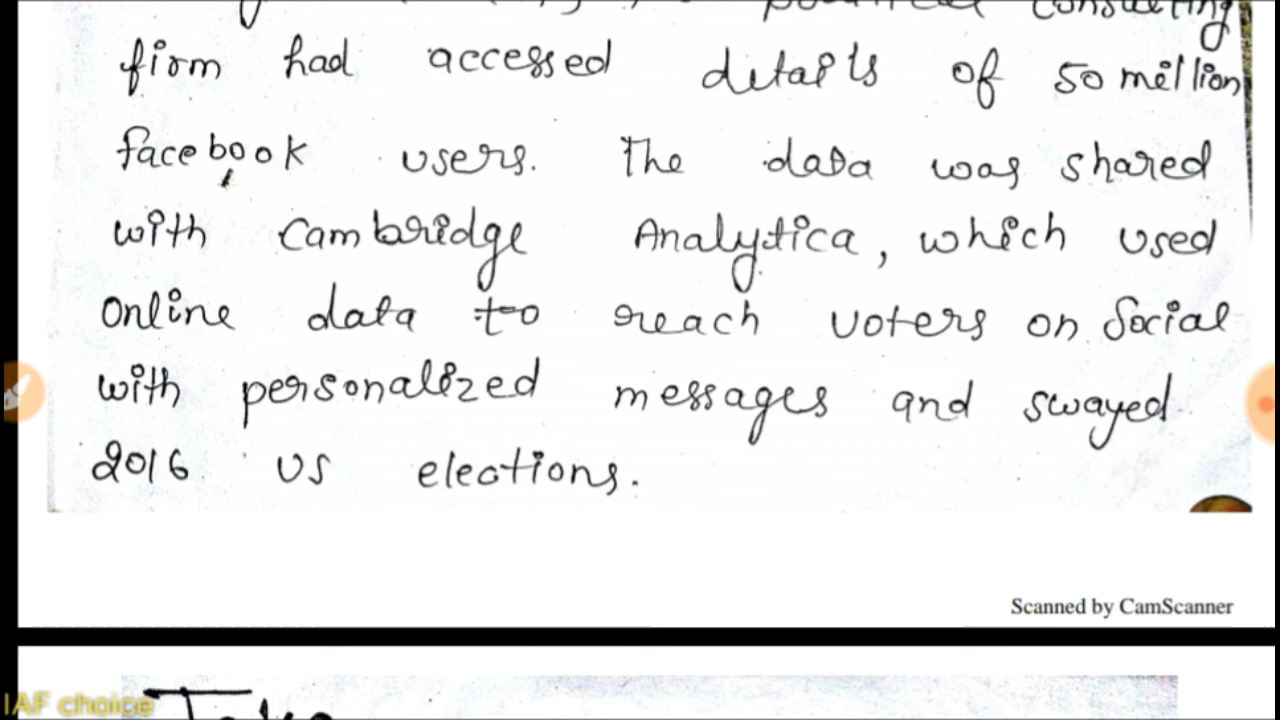 consulting
firm had accessed details of 50 million
facebook users. The data was shared
with Cambridge Analytica, which used
online data to reach voters on Social
with personalized messages and swayed
2016 US elections.
Scanned by CamScanner
IAF choice